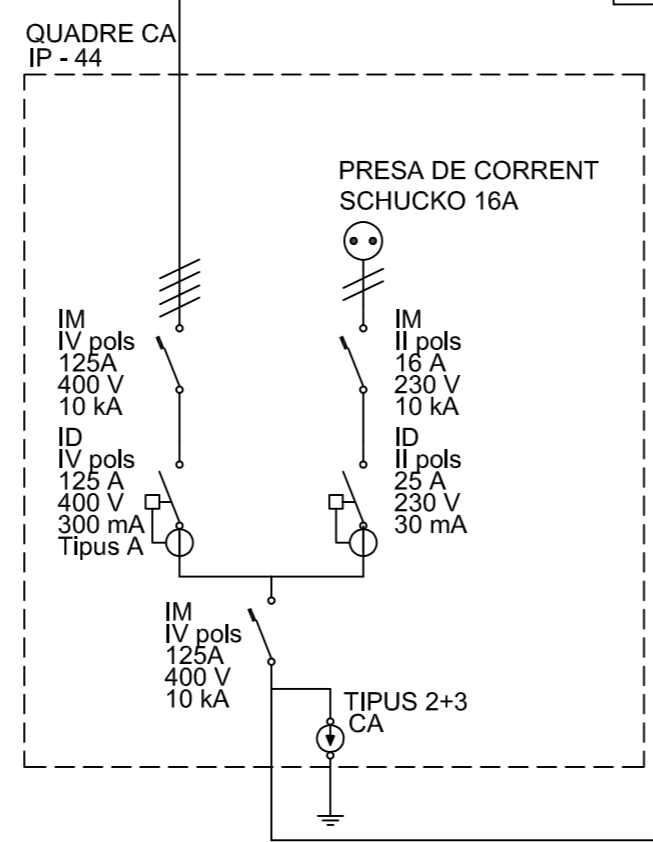 QUADRE CA
IP - 44
PRESA DE CORRENT
SCHUCKO 16A
IM
IV pols
125A
400 V
10 kA
IM
II pols
16 A
230 V
10 kA
ID
IV pols
125 A
400 V
300 mA
Tipus A
ID
II pols
25 A
230 V
30 mA
IM
IV pols
125A
400 V
10 kA
TIPUS 2+3
CA